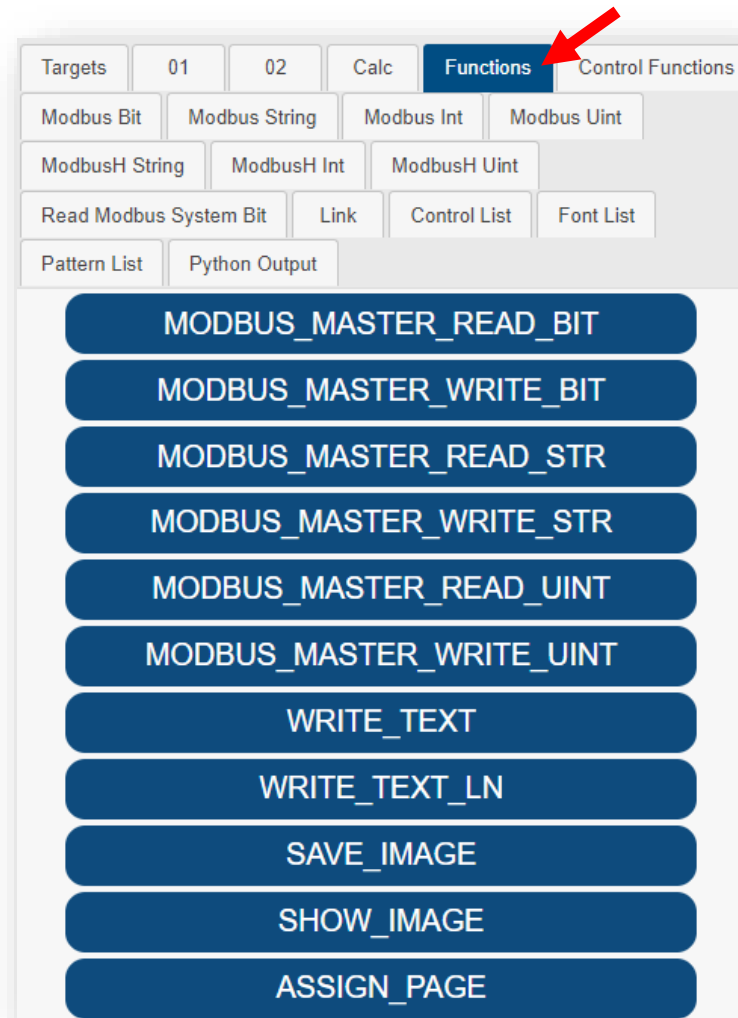 Targets 01 02 Calc Functions Control Functions
Modbus Bit Modbus String Modbus Int Modbus Uint
ModbusH String ModbusH Int ModbusH Uint
Read Modbus System Bit Link Control List Font List
Pattern List Python Output
MODBUS_MASTER_READ_BIT
MODBUS_MASTER_WRITE_BIT
MODBUS_MASTER_READ_STR
MODBUS_MASTER_WRITE_STR
MODBUS_MASTER_READ_UINT
MODBUS_MASTER_WRITE_UINT
WRITE_TEXT
WRITE_TEXT_LN
SAVE_IMAGE
SHOW_IMAGE
ASSIGN_PAGE